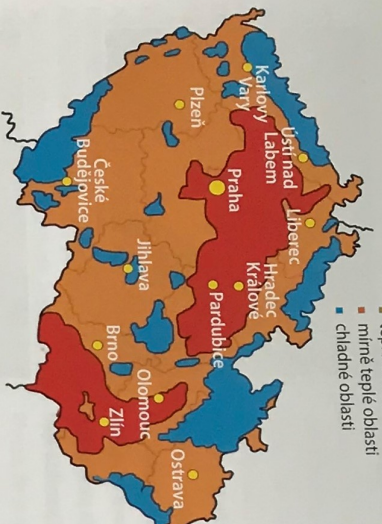 mírně teplé oblasti
chladné oblasti
Karlovy
Vary
Ústí nad
Labem
Liberec
Plzeň
Praha
Hradec
Králové
Pardubice
České
Budějovice
Jihlava
Brno
Olomouc
Zlín
Ostrava